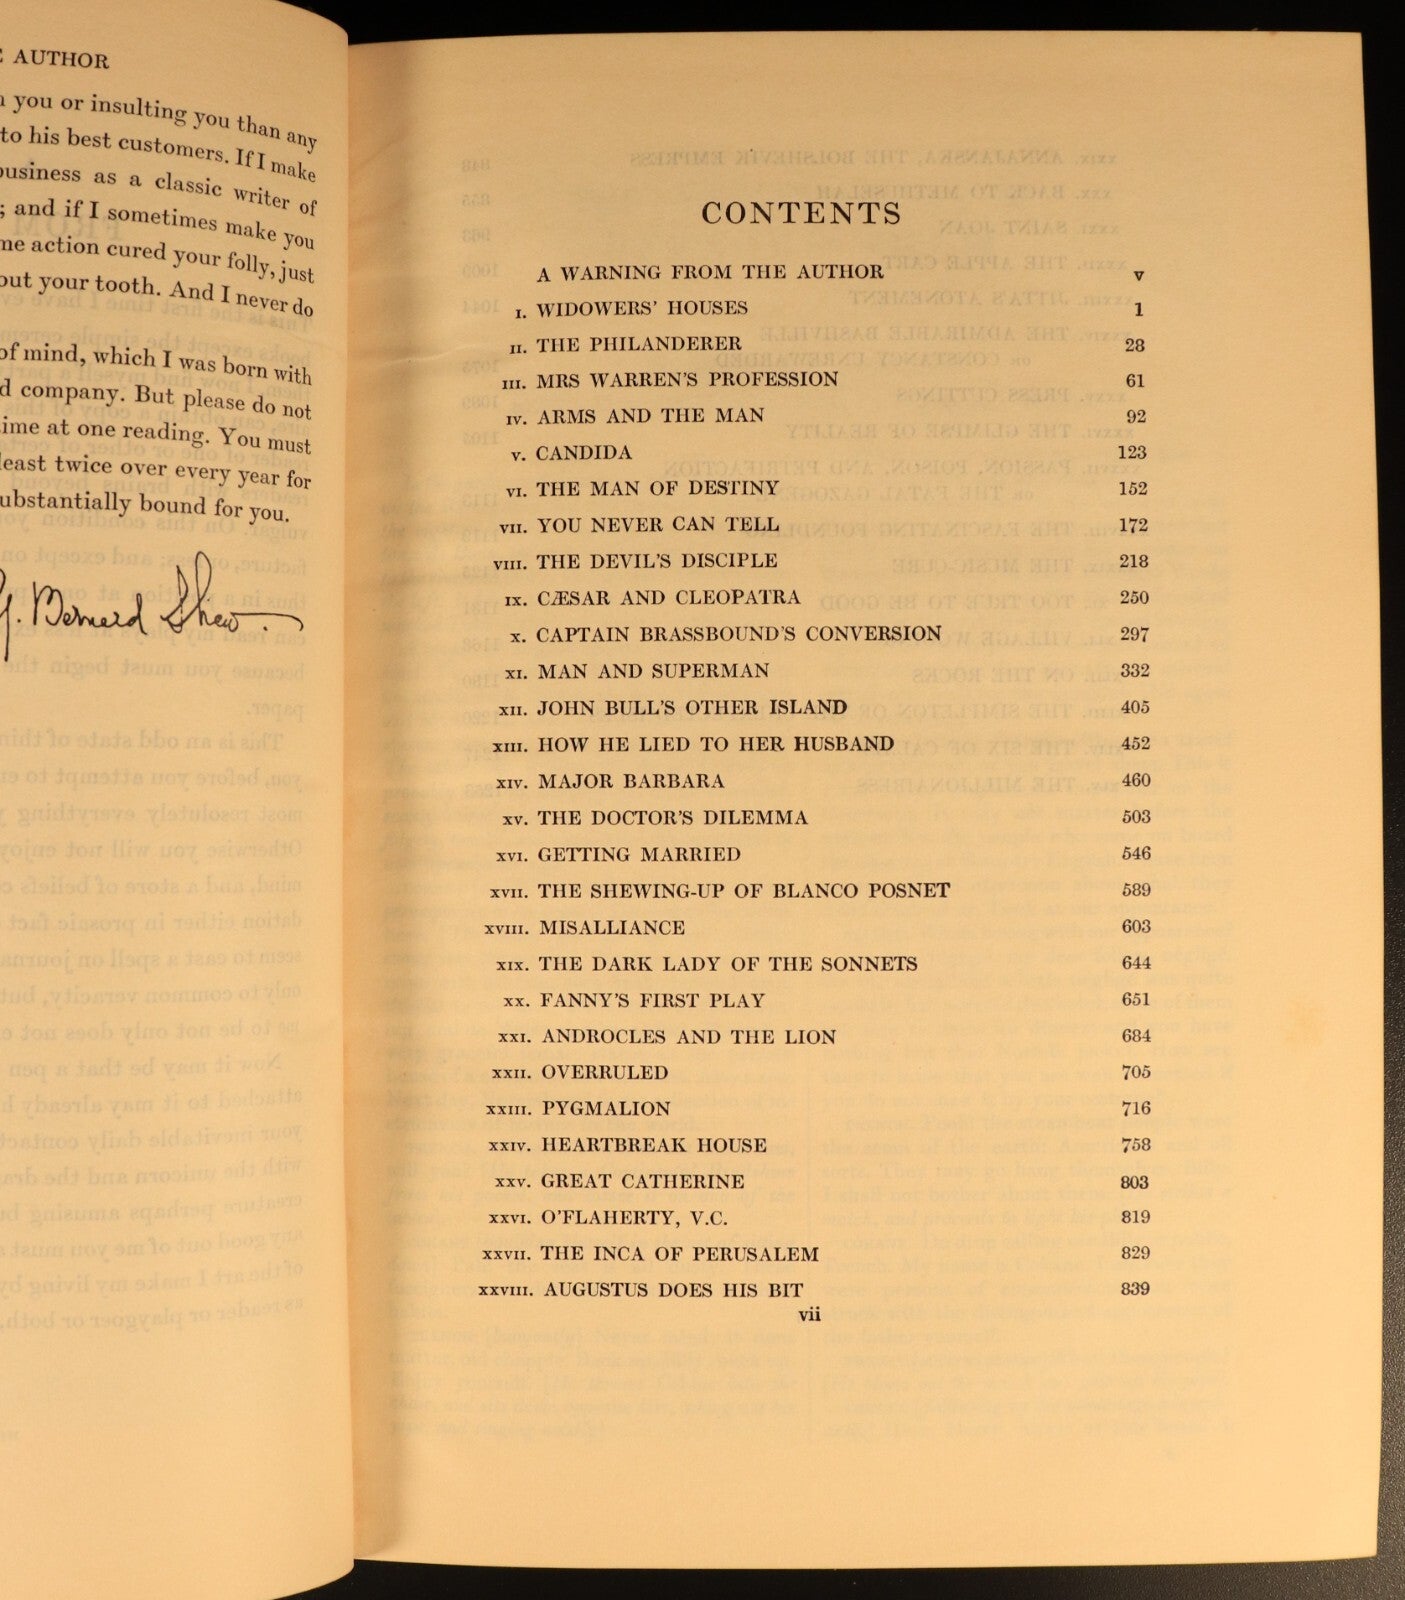 AUTHOR
you or insulting you than any
to his best customers. If I make
business as a classic writer of
; and if I sometimes make you
me action cured your folly, just
out your tooth. And I never do
of mind, which I was born with
d company. But please do not
time at one reading. You must
least twice over every year for
substantially bound for you.
G. Bernard Shaw.
CONTENTS
A WARNING FROM THE AUTHOR v
I. WIDOWERS' HOUSES 1
II. THE PHILANDERER 28
III. MRS WARREN'S PROFESSION 61
IV. ARMS AND THE MAN 92
V. CANDIDA 123
VI. THE MAN OF DESTINY 152
VII. YOU NEVER CAN TELL 172
VIII. THE DEVIL'S DISCIPLE 218
IX. CÆSAR AND CLEOPATRA 250
X. CAPTAIN BRASSBOUND'S CONVERSION 297
XI. MAN AND SUPERMAN 332
XII. JOHN BULL'S OTHER ISLAND 405
XIII. HOW HE LIED TO HER HUSBAND 452
XIV. MAJOR BARBARA 460
XV. THE DOCTOR'S DILEMMA 503
XVI. GETTING MARRIED 546
XVII. THE SHEWING-UP OF BLANCO POSNET 589
XVIII. MISALLIANCE 603
XIX. THE DARK LADY OF THE SONNETS 644
XX. FANNY'S FIRST PLAY 651
XXI. ANDROCLES AND THE LION 684
XXII. OVERRULED 705
XXIII. PYGMALION 716
XXIV. HEARTBREAK HOUSE 758
XXV. GREAT CATHERINE 803
XXVI. O'FLAHERTY, V.C. 819
XXVII. THE INCA OF PERUSALEM 829
XXVIII. AUGUSTUS DOES HIS BIT 839
vii